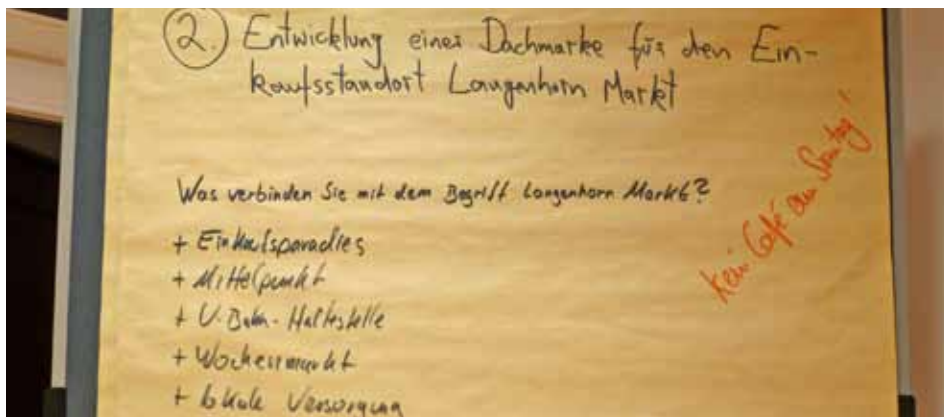 2. Entwicklung einer Dachmarke für den Ein-
kaufsstandort Langenhorn Markt
Was verbinden Sie mit dem Begriff Langenhorn Markt?
+ Einkaufsparadies
+ Mittelpunkt
+ U-Bahn-Haltestelle
+ Wochenmarkt
+ lokale Versorgung
Kein Café am Sonntag!